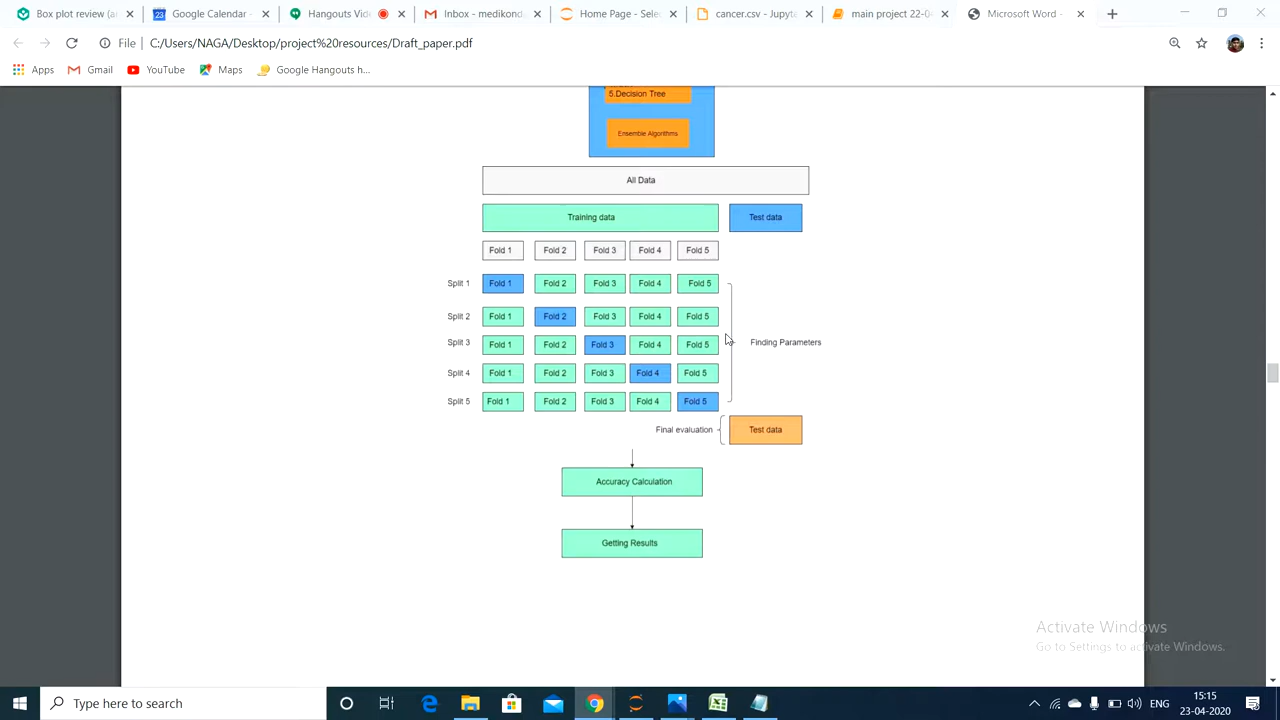 Box plot review (an
Google Calendar -
Hangouts Vid
Inbox - medikond
Home Page - Sele
cancer.csv - Jupyte
main project 22-04
Microsoft Word -
File C:/Users/NAGA/Desktop/project%20resources/Draft_paper.pdf
Apps Gmail YouTube Maps Google Hangouts h...
5.Decision Tree
Ensemble Algorithms
All Data
Training data Test data
Fold 1 Fold 2 Fold 3 Fold 4 Fold 5
Split 1 Fold 1 Fold 2 Fold 3 Fold 4 Fold 5
Split 2 Fold 1 Fold 2 Fold 3 Fold 4 Fold 5
Split 3 Fold 1 Fold 2 Fold 3 Fold 4 Fold 5 Finding Parameters
Split 4 Fold 1 Fold 2 Fold 3 Fold 4 Fold 5
Split 5 Fold 1 Fold 2 Fold 3 Fold 4 Fold 5
Final evaluation Test data
Accuracy Calculation
Getting Results
Activate Windows
Go to Settings to activate Windows.
Type here to search
15:15
23-04-2020